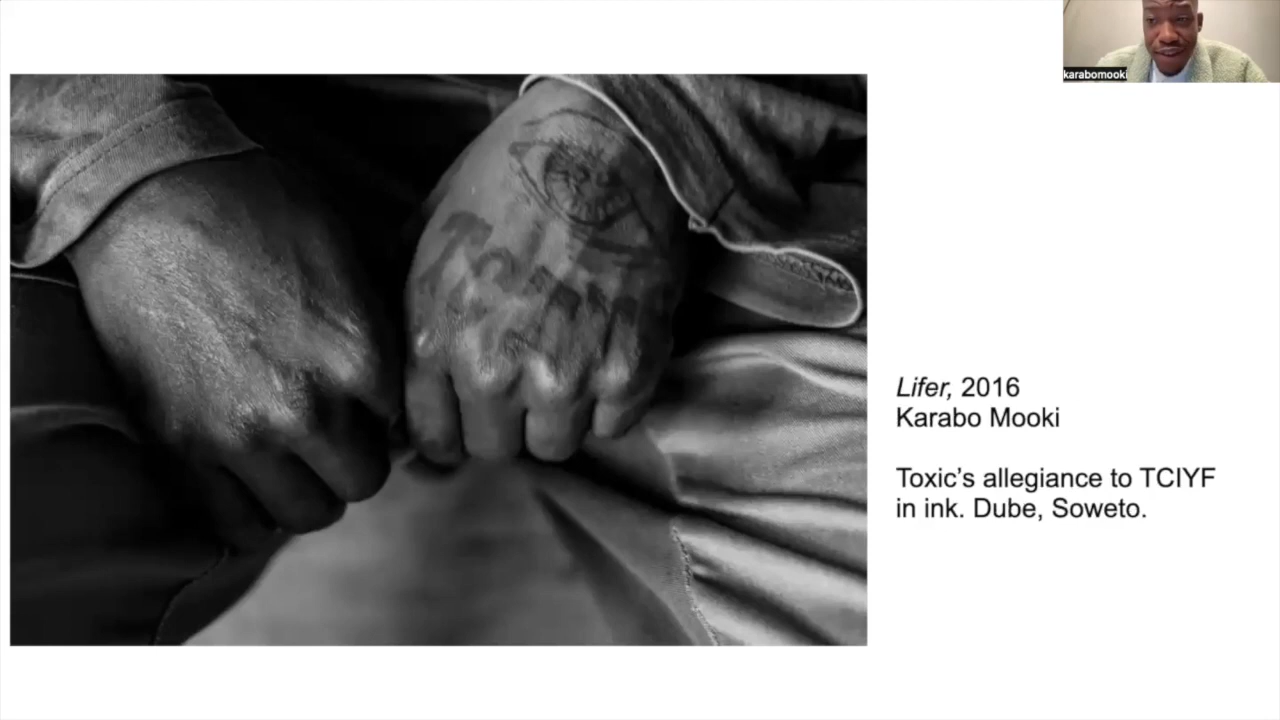 karabomooki
Lifer, 2016
Karabo Mooki
Toxic’s allegiance to TCIYF
in ink. Dube, Soweto.